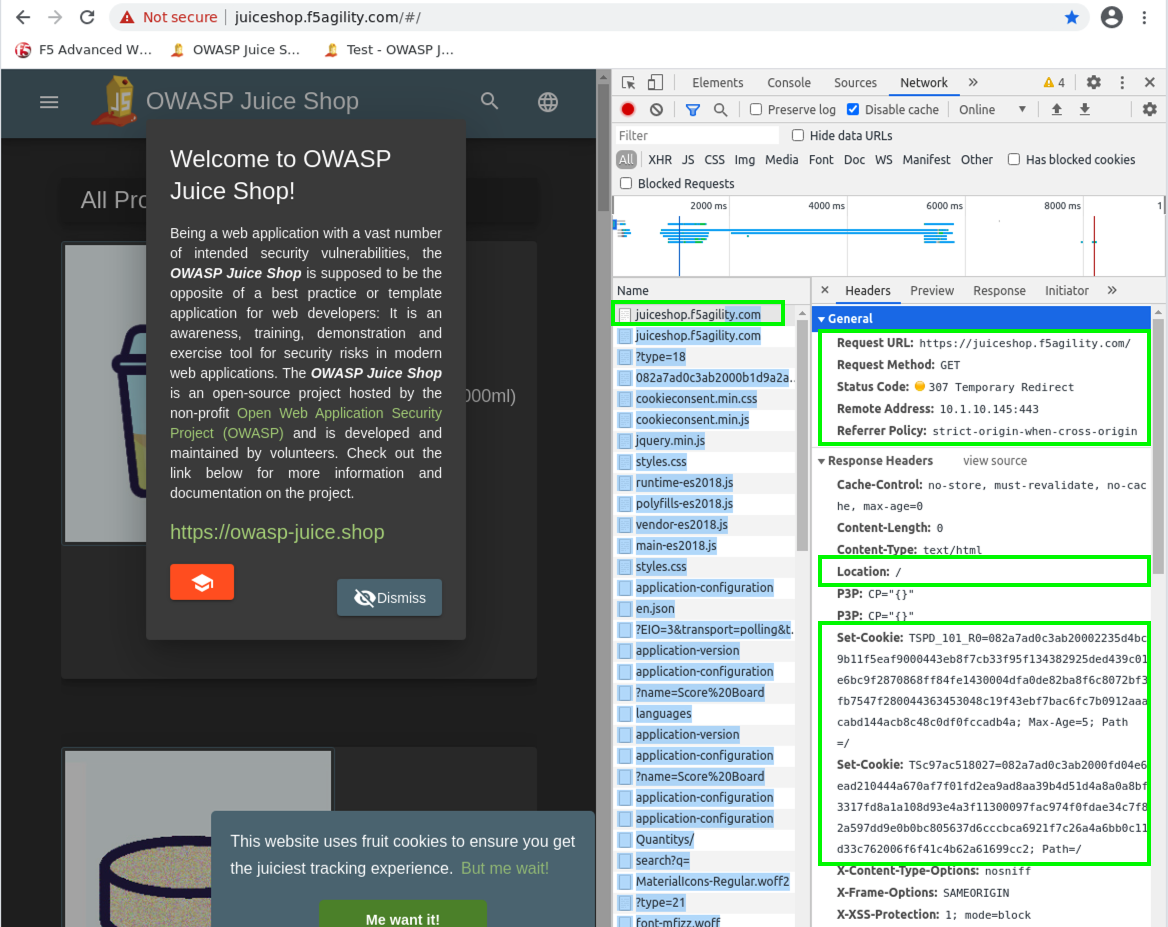 Not secure juiceshop.f5agility.com/#/
F5 Advanced W... OWASP Juice S... Test - OWASP J...
OWASP Juice Shop
All Pro
Welcome to OWASP
Juice Shop!
Being a web application with a vast number
of intended security vulnerabilities, the
OWASP Juice Shop is supposed to be the
opposite of a best practice or template
application for web developers: It is an
awareness, training, demonstration and
exercise tool for security risks in modern
web applications. The OWASP Juice Shop
is an open-source project hosted by the
non-profit Open Web Application Security
Project (OWASP) and is developed and
maintained by volunteers. Check out the
link below for more information and
documentation on the project.
https://owasp-juice.shop
Dismiss
000ml)
This website uses fruit cookies to ensure you get
the juiciest tracking experience. But me wait!
Me want it!
Elements Console Sources Network 4
Preserve log Disable cache Online
Filter Hide data URLs
All XHR JS CSS Img Media Font Doc WS Manifest Other Has blocked cookies
Blocked Requests
2000 ms 4000 ms 6000 ms 8000 ms 1
Name
juiceshop.f5agility.com
juiceshop.f5agility.com
?type=18
082a7ad0c3ab2000b1d9a2a...
cookieconsent.min.css
cookieconsent.min.js
jquery.min.js
styles.css
runtime-es2018.js
polyfills-es2018.js
vendor-es2018.js
main-es2018.js
styles.css
application-configuration
en.json
?EIO=3&transport=polling&t...
application-version
application-configuration
?name=Score%20Board
languages
application-version
application-configuration
?name=Score%20Board
application-configuration
application-configuration
Quantitys/
search?q=
MaterialIcons-Regular.woff2
?type=21
font-mfizz.woff
Headers Preview Response Initiator
General
Request URL: https://juiceshop.f5agility.com/
Request Method: GET
Status Code: 307 Temporary Redirect
Remote Address: 10.1.10.145:443
Referrer Policy: strict-origin-when-cross-origin
Response Headers view source
Cache-Control: no-store, must-revalidate, no-cac
he, max-age=0
Content-Length: 0
Content-Type: text/html
Location: /
P3P: CP="{}"
P3P: CP="{}"
Set-Cookie: TSPD_101_R0=082a7ad0c3ab20002235d4bc
9b11f5eaf9000443eb8f7cb33f95f134382925ded439c01
e6bc9f2870868ff84fe1430004dfa0de82ba8f6c8072bf3
fb7547f280044363453048c19f43ebf7bac6fc7b0912aaa
cabd144acb8c48c0df0fccadb4a; Max-Age=5; Path
=/
Set-Cookie: TSc97ac518027=082a7ad0c3ab2000fd04e6
ead210444a670af7f01fd2ea9ad8aa39b4d51d4a8a0a8bf
3317fd8a1a108d93e4a3f11300097fac974f0fdae34c7f8
2a597dd9e0b0bc805637d6cccbca6921f7c26a4a6bb0c11
d33c762006f6f41c4b62a61699cc2; Path=/
X-Content-Type-Options: nosniff
X-Frame-Options: SAMEORIGIN
X-XSS-Protection: 1; mode=block